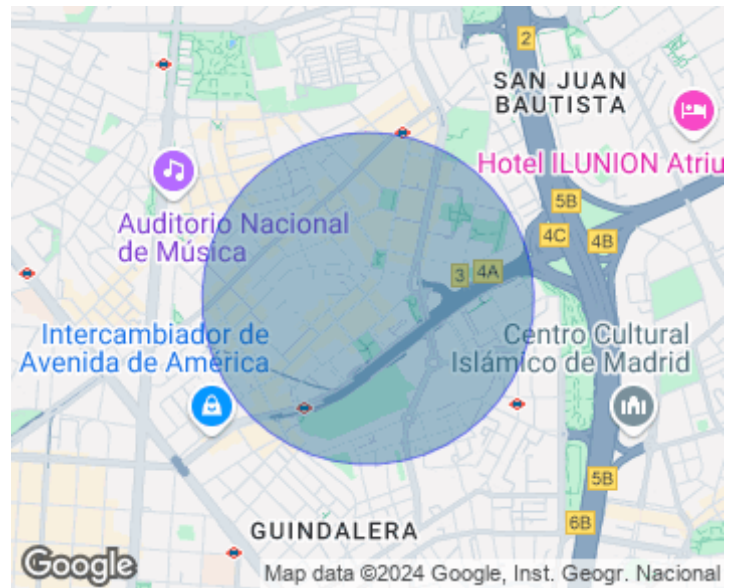 2
SAN JUAN
BAUTISTA
Hotel ILUNION Atriu
5B
4C
4B
Auditorio Nacional
de Música
3
4A
Intercambiador de
Avenida de América
Centro Cultural
Islámico de Madrid
5B
6B
GUINDALERA
Google
Map data ©2024 Google, Inst. Geogr. Nacional